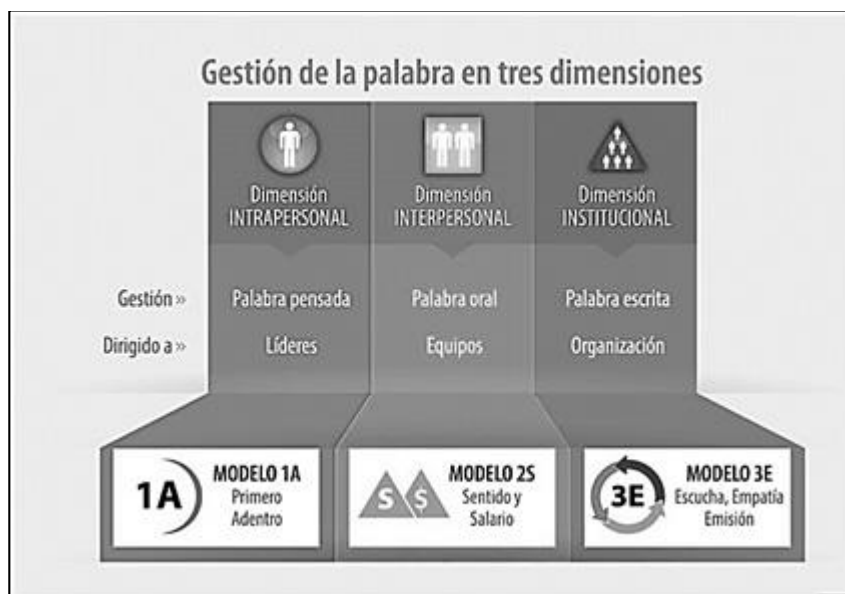 Gestión de la palabra en tres dimensiones
Dimensión
INTRAPERSONAL
Dimensión
INTERPERSONAL
Dimensión
INSTITUCIONAL
Gestión »
Palabra pensada
Palabra oral
Palabra escrita
Dirigido a »
Líderes
Equipos
Organización
1A
MODELO 1A
Primero
Adentro
S $
MODELO 2S
Sentido y
Salario
3E
MODELO 3E
Escucha, Empatía
Emisión